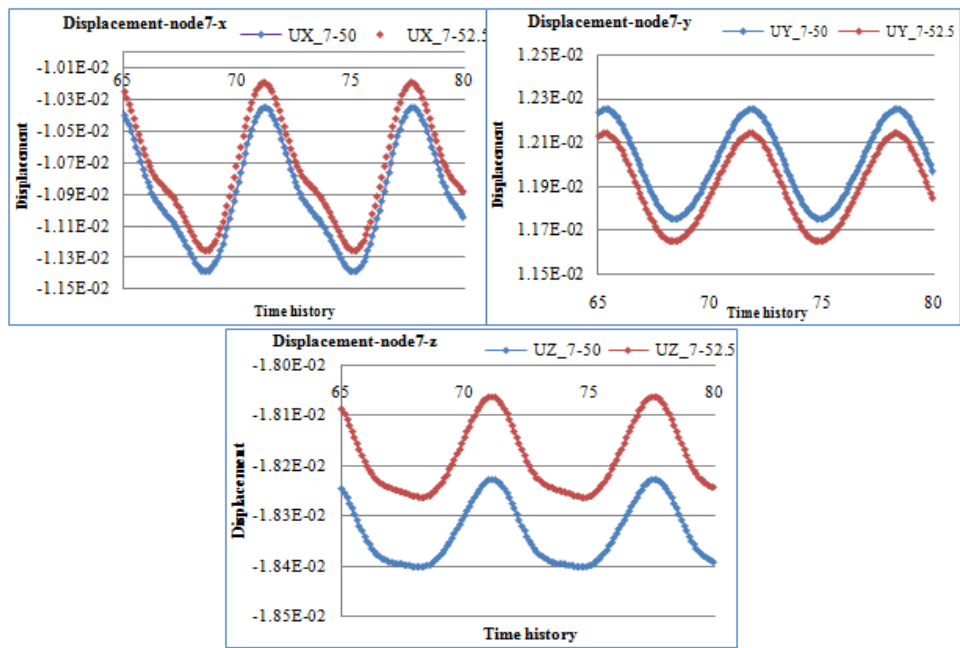 Displacement-node7-x
UX_7-50 UX_7-52.5
-1.01E-02
65 70 75 80
-1.03E-02
-1.05E-02
-1.07E-02
-1.09E-02
-1.11E-02
-1.13E-02
-1.15E-02
Displacement
Time history
Displacement-node7-y
UY_7-50 UY_7-52.5
1.25E-02
1.23E-02
1.21E-02
1.19E-02
1.17E-02
1.15E-02
65 70 75 80
Displacement
Time history
Displacement-node7-z
UZ_7-50 UZ_7-52.5
-1.80E-02
65 70 75 80
-1.81E-02
-1.82E-02
-1.83E-02
-1.84E-02
-1.85E-02
Displacement
Time history